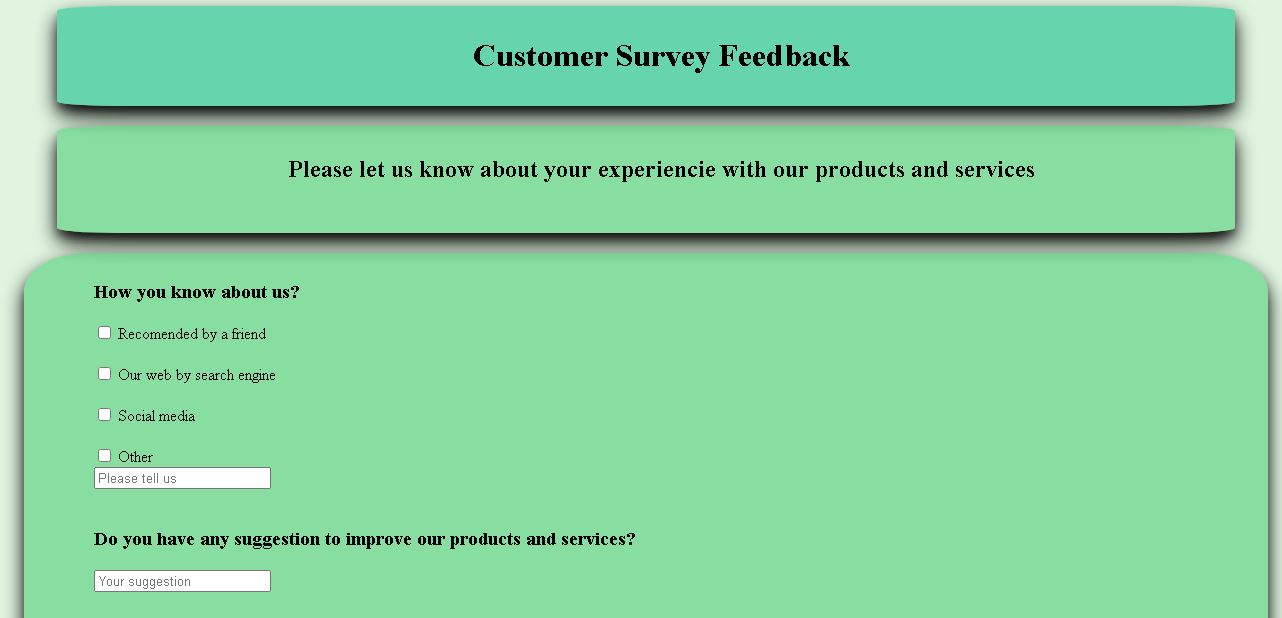 Customer Survey Feedback
Please let us know about your experiencie with our products and services
How you know about us?
Recomended by a friend
Our web by search engine
Social media
Other
Please tell us
Do you have any suggestion to improve our products and services?
Your suggestion